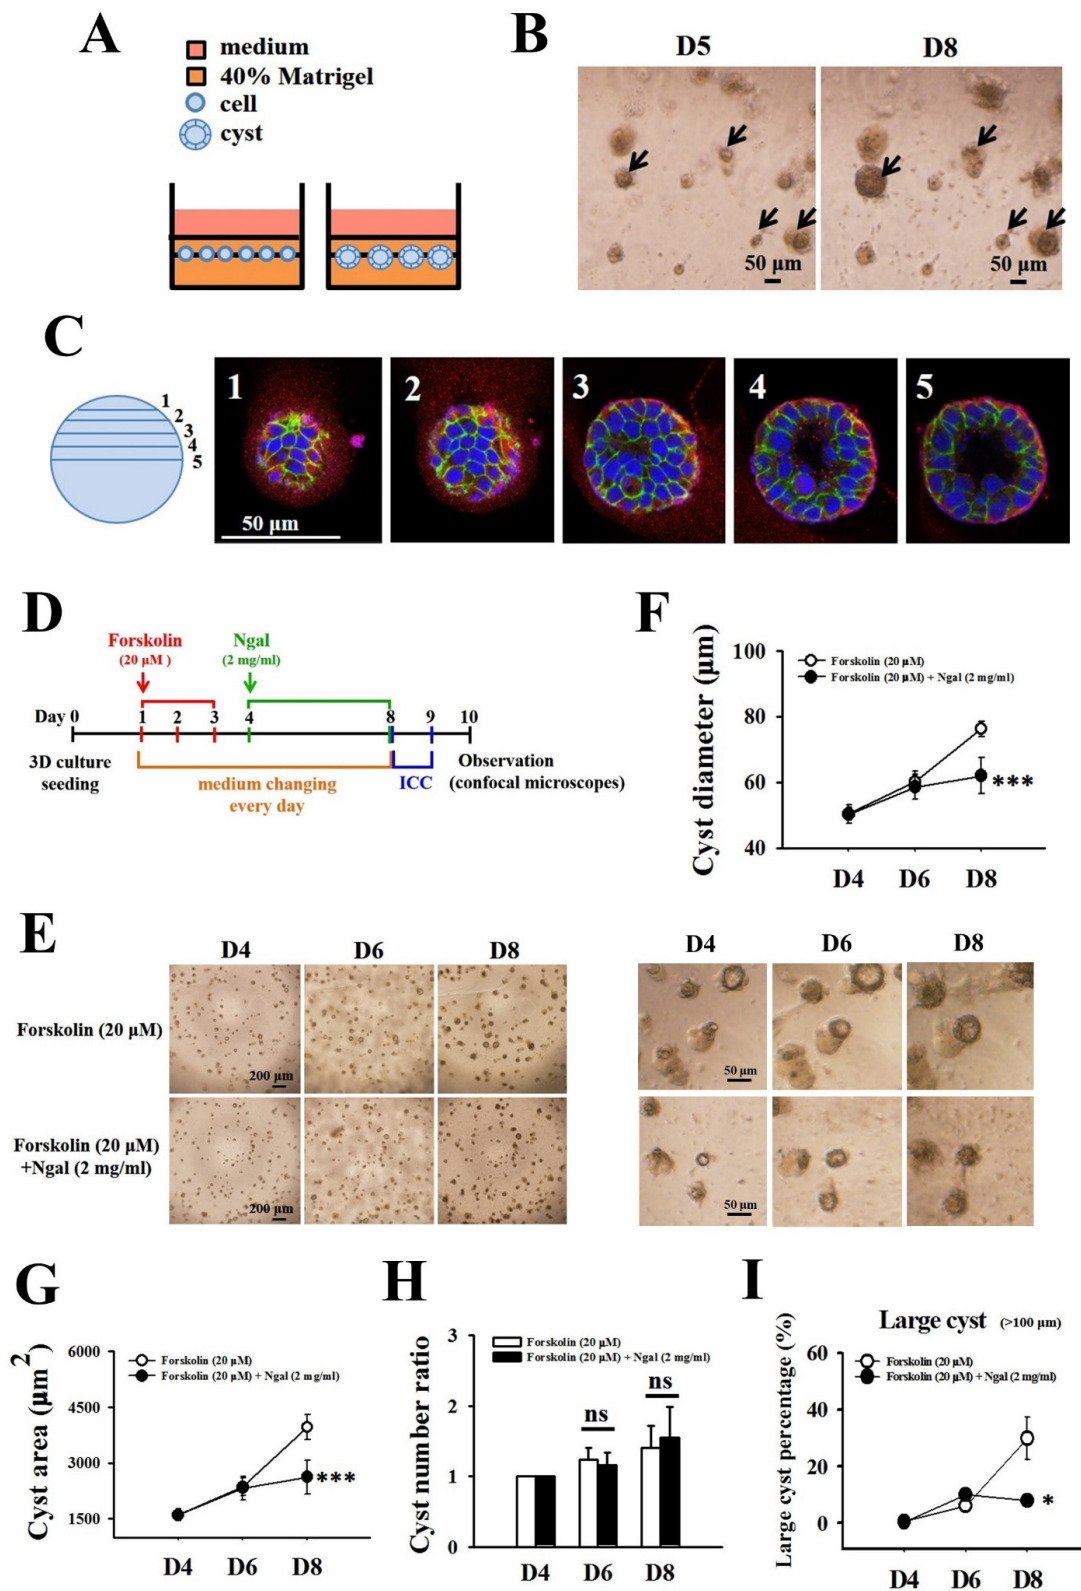 A
medium
40% Matrigel
cell
cyst
B
D5
D8
50 μm
50 μm
C
1
2
3
4
5
1
2
3
4
5
50 μm
D
Forskolin
(20 μM )
Ngal
(2 mg/ml)
Day 0 1 2 3 4 8 9 10
3D culture
seeding
medium changing
every day
ICC
Observation
(confocal microscopes)
F
Cyst diameter (μm)
100
80
60
40
Forskolin (20 μM)
Forskolin (20 μM) + Ngal (2 mg/ml)
***
D4 D6 D8
E
D4 D6 D8
D4 D6 D8
Forskolin (20 μM)
200 μm
50 μm
Forskolin (20 μM)
+Ngal (2 mg/ml)
200 μm
50 μm
G
Cyst area (μm²)
6000
4500
3000
1500
Forskolin (20 μM)
Forskolin (20 μM) + Ngal (2 mg/ml)
***
D4 D6 D8
H
Cyst number ratio
3
2
1
0
Forskolin (20 μM)
Forskolin (20 μM) + Ngal (2 mg/ml)
ns
ns
D4 D6 D8
I
Large cyst (>100 μm)
Large cyst percentage (%)
60
40
20
0
Forskolin (20 μM)
Forskolin (20 μM) + Ngal (2 mg/ml)
*
D4 D6 D8